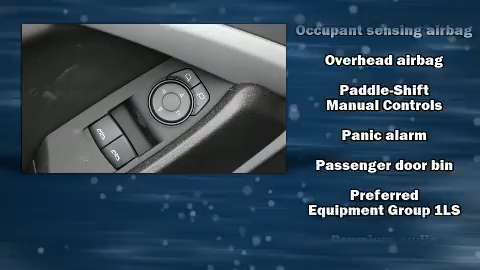 Occupant sensing airbag
Overhead airbag
Paddle-Shift
Manual Controls
Panic alarm
Passenger door bin
Preferred
Equipment Group 1LS